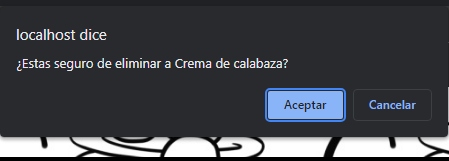 localhost dice
¿Estas seguro de eliminar a Crema de calabaza?
Aceptar
Cancelar